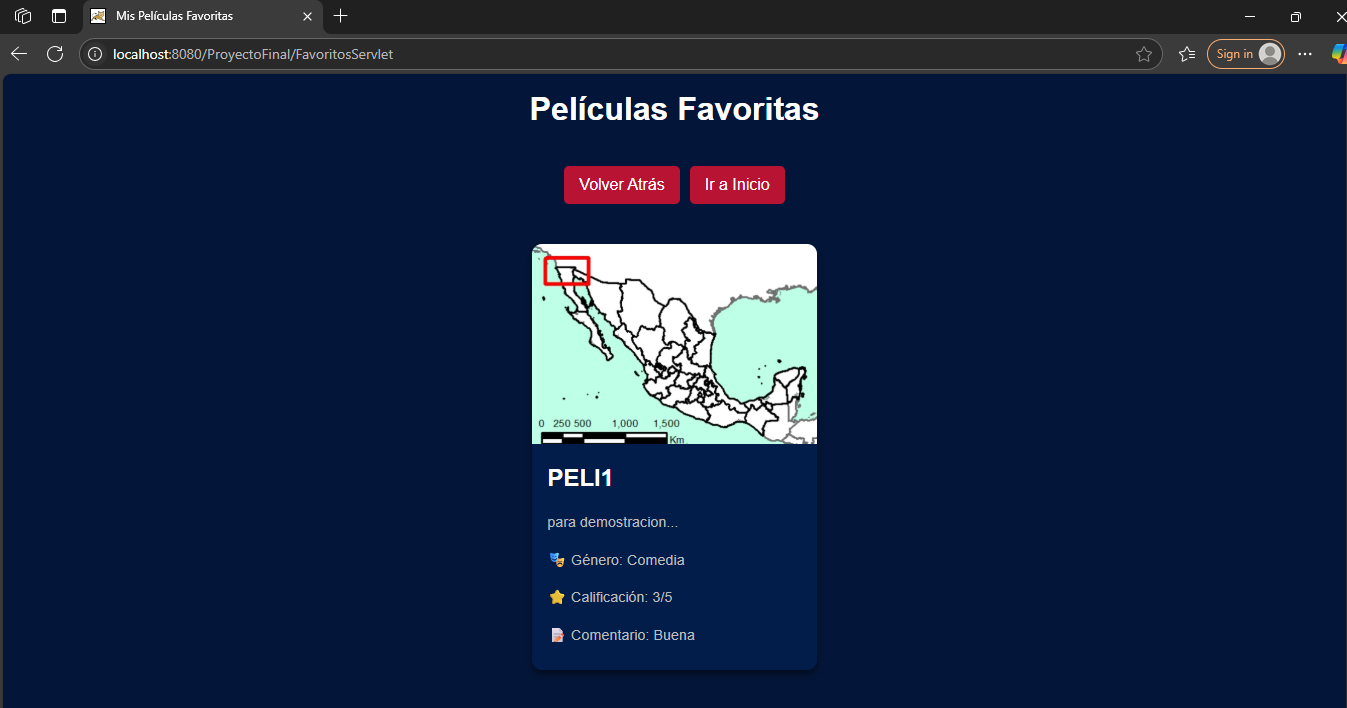 Mis Películas Favoritas
localhost:8080/ProyectoFinal/FavoritosServlet
Sign in
Películas Favoritas
Volver Atrás
Ir a Inicio
0 250 500 1,000 1,500
Km
PELI1
para demostracion...
Género: Comedia
Calificación: 3/5
Comentario: Buena